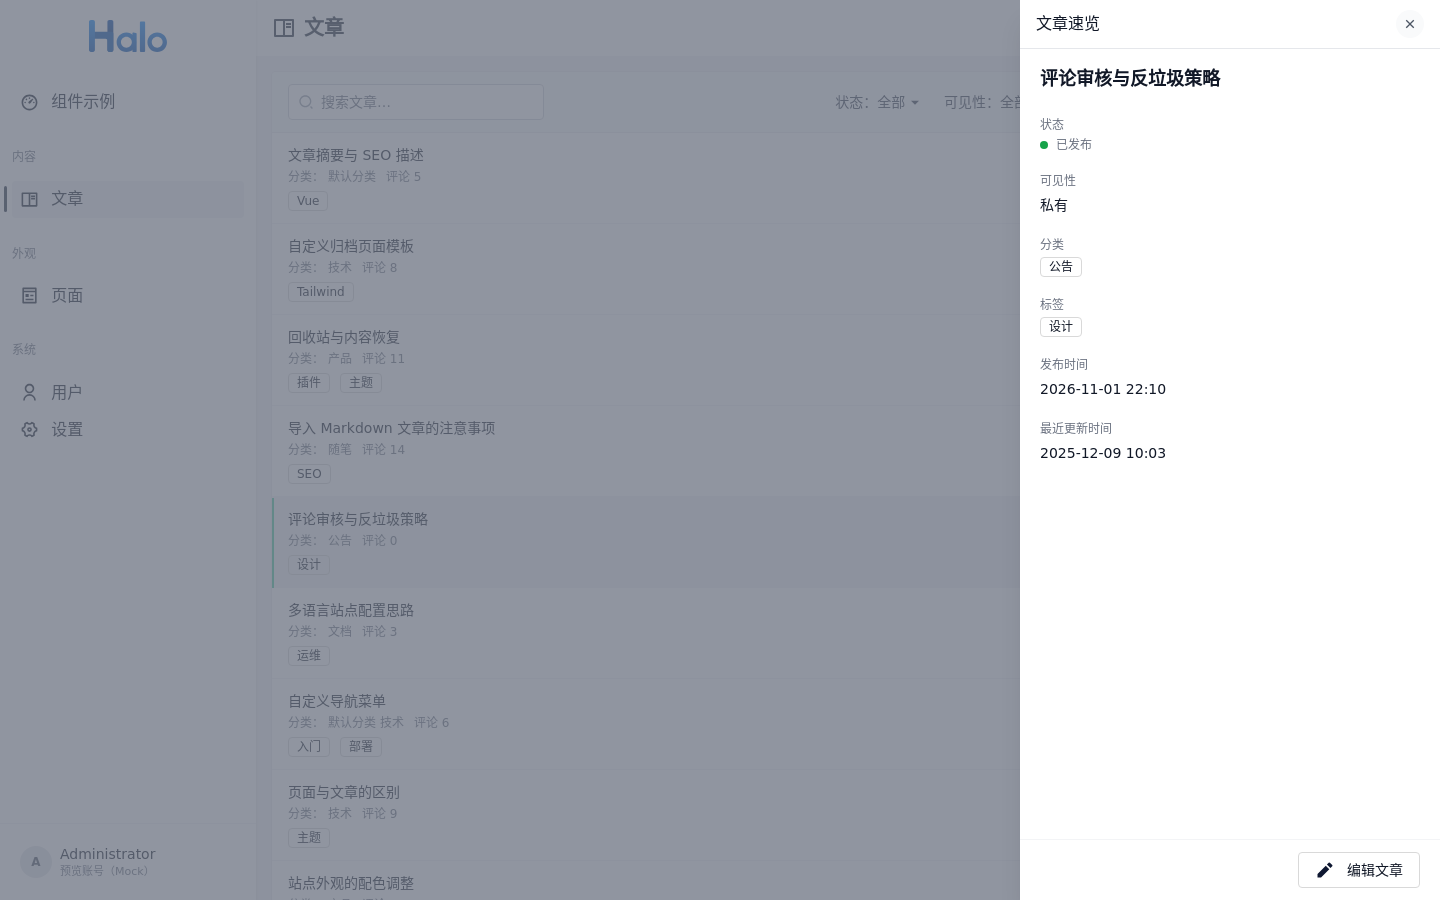 Halo
组件示例
内容
文章
外观
页面
系统
用户
设置
A
Administrator
预览账号（Mock）
文章
搜索文章...
状态：全部
可见性：全部
文章摘要与 SEO 描述
分类： 默认分类 评论 5
Vue
自定义归档页面模板
分类： 技术 评论 8
Tailwind
回收站与内容恢复
分类： 产品 评论 11
插件 主题
导入 Markdown 文章的注意事项
分类： 随笔 评论 14
SEO
评论审核与反垃圾策略
分类： 公告 评论 0
设计
多语言站点配置思路
分类： 文档 评论 3
运维
自定义导航菜单
分类： 默认分类 技术 评论 6
入门 部署
页面与文章的区别
分类： 技术 评论 9
主题
站点外观的配色调整
文章速览
评论审核与反垃圾策略
状态
已发布
可见性
私有
分类
公告
标签
设计
发布时间
2026-11-01 22:10
最近更新时间
2025-12-09 10:03
编辑文章